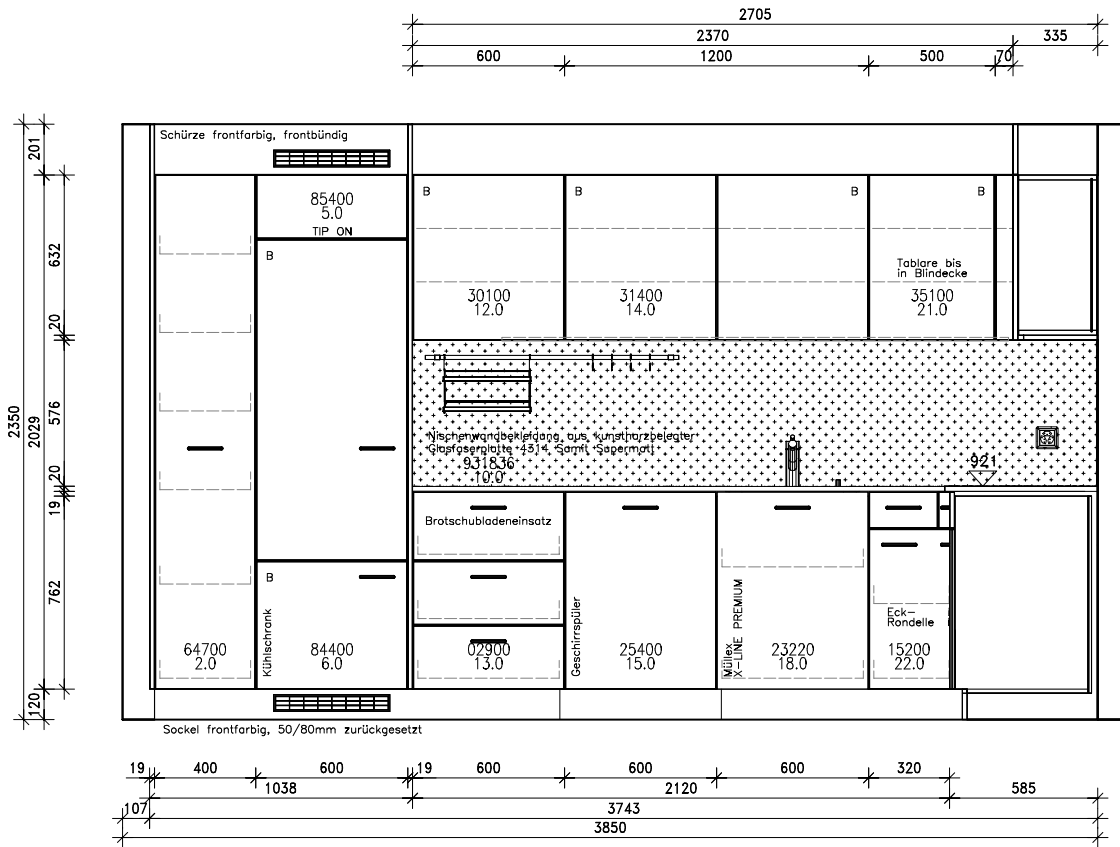 2705
2370
335
600
1200
500
70
Schürze frontfarbig, frontbündig
201
85400
5.0
TIP ON
B
B
B
B
B
632
Tablare bis
in Blindecke
30100
12.0
31400
14.0
35100
21.0
20
2350
2029
576
Nischenwandbekleidung aus kunstharzbelegter
Glasfaserplatte 4314 Samit Supermatt
931836
10.0
921
20
19
Brotschubladeneinsatz
B
762
Kühlschrank
Geschirrspüler
Müllex
X-LINE PREMIUM
Eck-
Rondelle
64700
2.0
84400
6.0
02900
13.0
25400
15.0
23220
18.0
15200
22.0
120
Sockel frontfarbig, 50/80mm zurückgesetzt
19
400
600
19
600
600
600
320
1038
2120
585
107
3743
3850